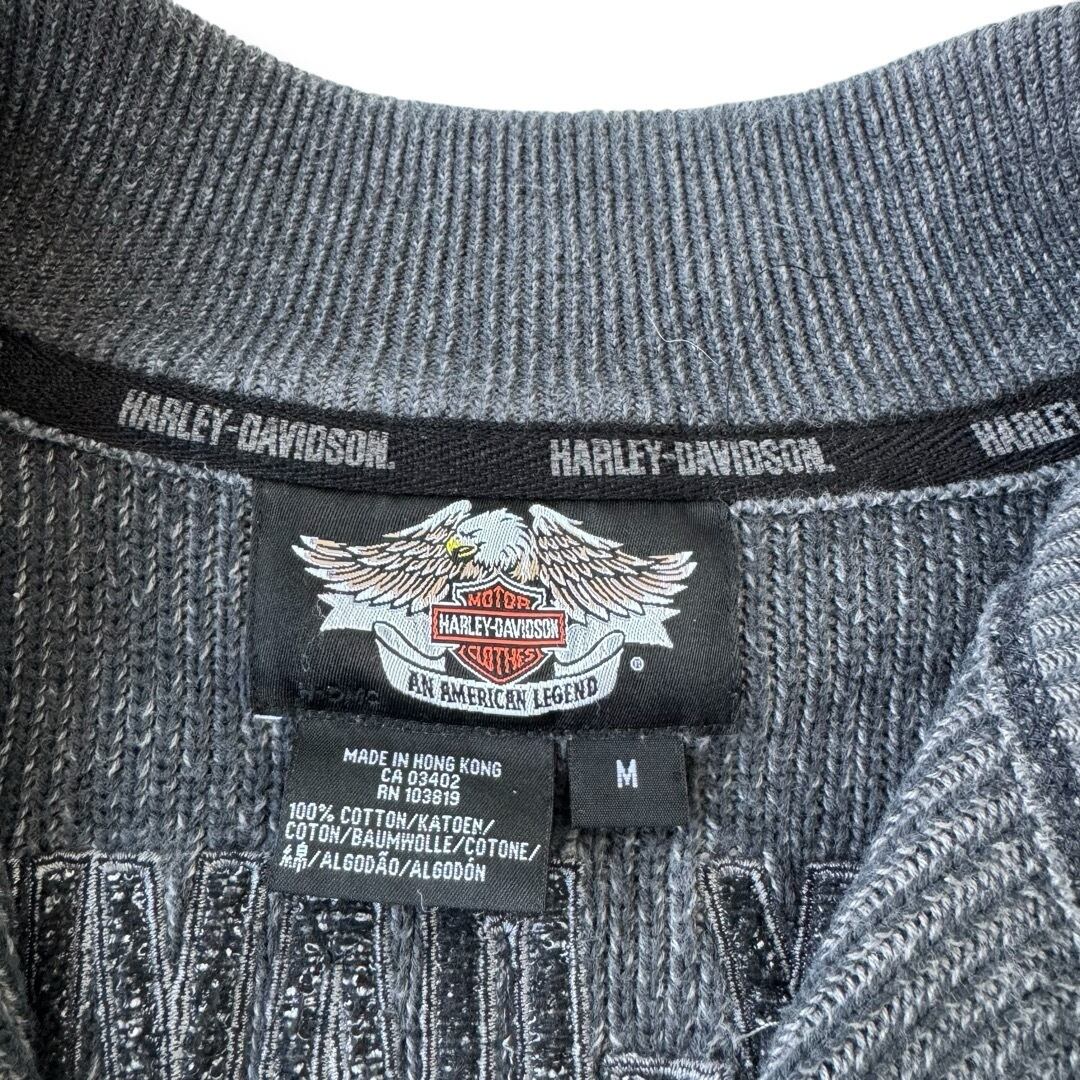 HARLEY-DAVIDSON. HARLEY-DAVIDSON. HARLEY
MOTOR
HARLEY-DAVIDSON
CLOTHES
®
AN AMERICAN LEGEND
MADE IN HONG KONG
CA 03402
RN 103819
100% COTTON/KATOEN/
COTON/BAUMWOLLE/COTONE/
綿/ALGODÃO/ALGODÓN
M